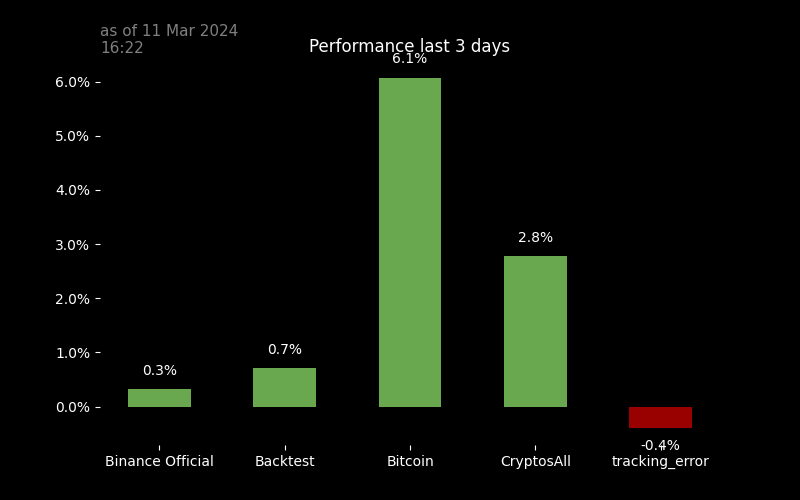 as of 11 Mar 2024
16:22
Performance last 3 days
6.1%
6.0%
5.0%
4.0%
3.0%
2.8%
2.0%
1.0%
0.7%
0.3%
0.0%
-0.4%
Binance Official
Backtest
Bitcoin
CryptosAll
tracking_error